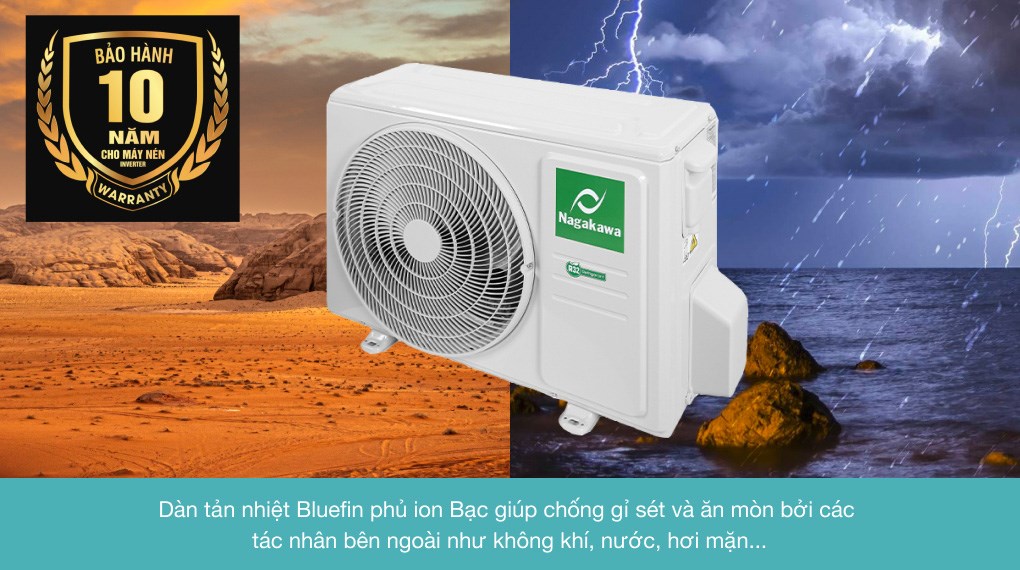 BẢO HÀNH
10
NĂM
CHO MÁY NÉN
INVERTER
WARRANTY
Nagakawa
R32
Dàn tản nhiệt Bluefin phủ ion Bạc giúp chống gỉ sét và ăn mòn bởi các
tác nhân bên ngoài như không khí, nước, hơi mặn...